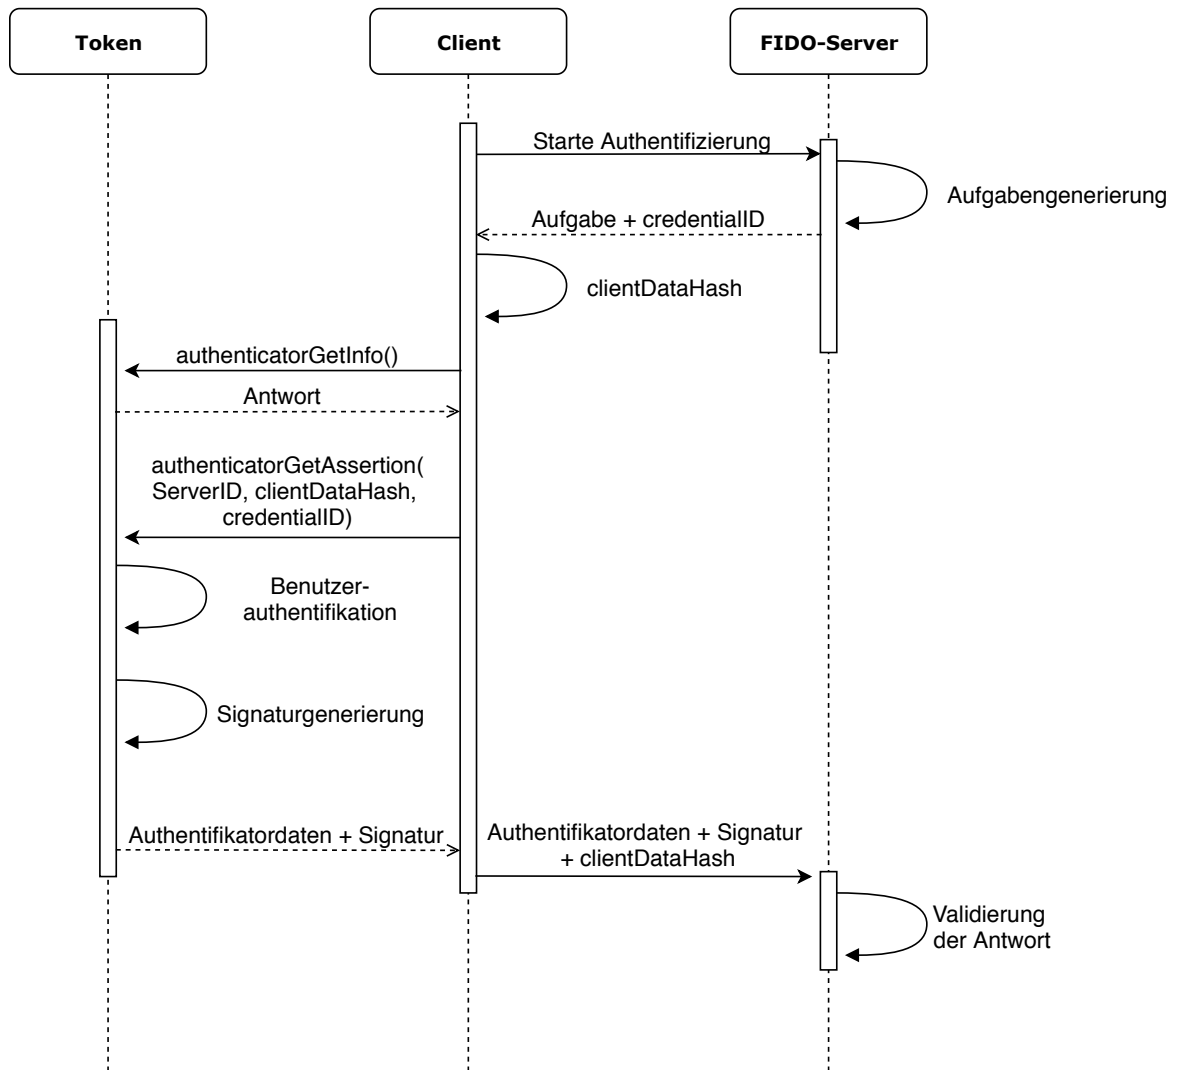 Token
Client
FIDO-Server
Starte Authentifizierung
Aufgabengenerierung
Aufgabe + credentialID
clientDataHash
authenticatorGetInfo()
Antwort
authenticatorGetAssertion(
ServerID, clientDataHash,
credentialID)
Benutzer-
authentifikation
Signaturgenerierung
Authentifikatordaten + Signatur
Authentifikatordaten + Signatur
+ clientDataHash
Validierung
der Antwort